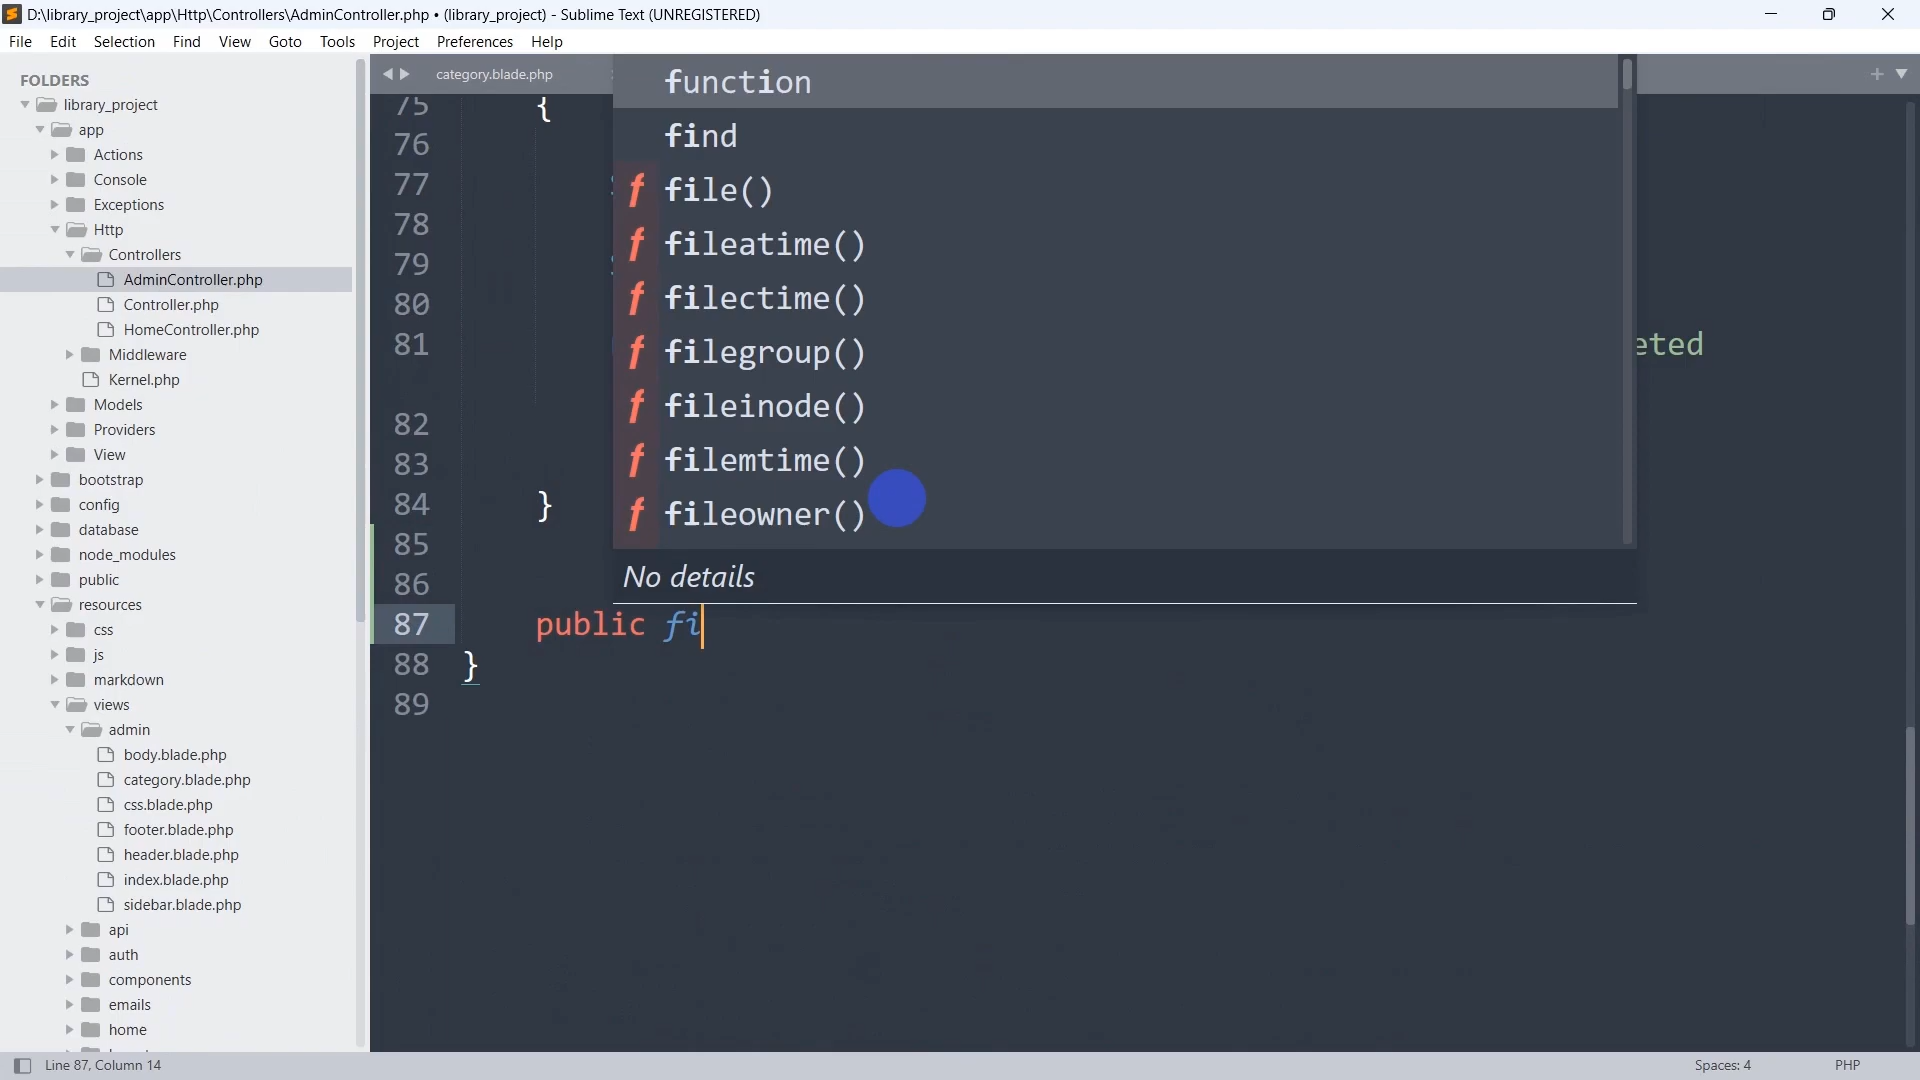 D:\library_project\app\Http\Controllers\AdminController.php • (library_project) - Sublime Text (UNREGISTERED)
File Edit Selection Find View Goto Tools Project Preferences Help
FOLDERS
library_project
app
Actions
Console
Exceptions
Http
Controllers
AdminController.php
Controller.php
HomeController.php
Middleware
Kernel.php
Models
Providers
View
bootstrap
config
database
node_modules
public
resources
css
js
markdown
views
admin
body.blade.php
category.blade.php
css.blade.php
footer.blade.php
header.blade.php
index.blade.php
sidebar.blade.php
api
auth
components
emails
home
category.blade.php
75 {
76
77
78
79
80
81 eted
82
83
84 }
85
86
87 public fi
88 }
89
function
find
f file()
f fileatime()
f filectime()
f filegroup()
f fileinode()
f filemtime()
f fileowner()
No details
Line 87, Column 14 Spaces: 4 PHP